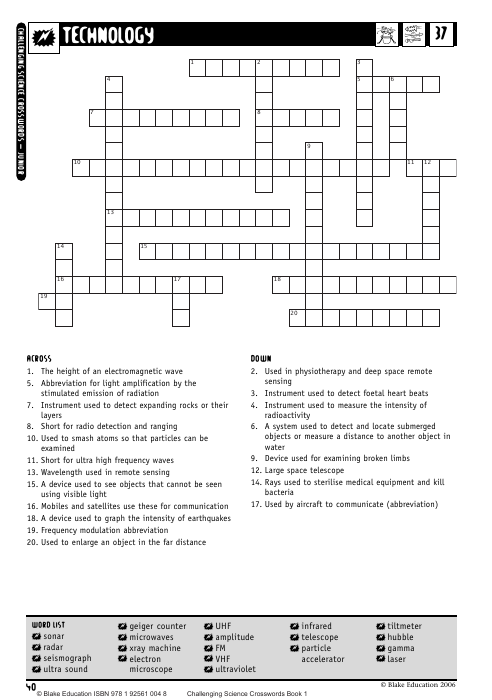 CHALLENGING SCIENCE CROSSWORDS – JUNIOR
TECHNOLOGY
37
1 2 3
4 5 6
7 8
9
10 11 12
13
14 15
16 17 18
19
20
ACROSS
1. The height of an electromagnetic wave
5. Abbreviation for light amplification by the
stimulated emission of radiation
7. Instrument used to detect expanding rocks or their
layers
8. Short for radio detection and ranging
10. Used to smash atoms so that particles can be
examined
11. Short for ultra high frequency waves
13. Wavelength used in remote sensing
15. A device used to see objects that cannot be seen
using visible light
16. Mobiles and satellites use these for communication
18. A device used to graph the intensity of earthquakes
19. Frequency modulation abbreviation
20. Used to enlarge an object in the far distance
DOWN
2. Used in physiotherapy and deep space remote
sensing
3. Instrument used to detect foetal heart beats
4. Instrument used to measure the intensity of
radioactivity
6. A system used to detect and locate submerged
objects or measure a distance to another object in
water
9. Device used for examining broken limbs
12. Large space telescope
14. Rays used to sterilise medical equipment and kill
bacteria
17. Used by aircraft to communicate (abbreviation)
WORD LIST
sonar
radar
seismograph
ultra sound
geiger counter
microwaves
xray machine
electron
microscope
UHF
amplitude
FM
VHF
ultraviolet
infrared
telescope
particle
accelerator
tiltmeter
hubble
gamma
laser
40
© Blake Education 2006
© Blake Education ISBN 978 1 92561 004 8 Challenging Science Crosswords Book 1